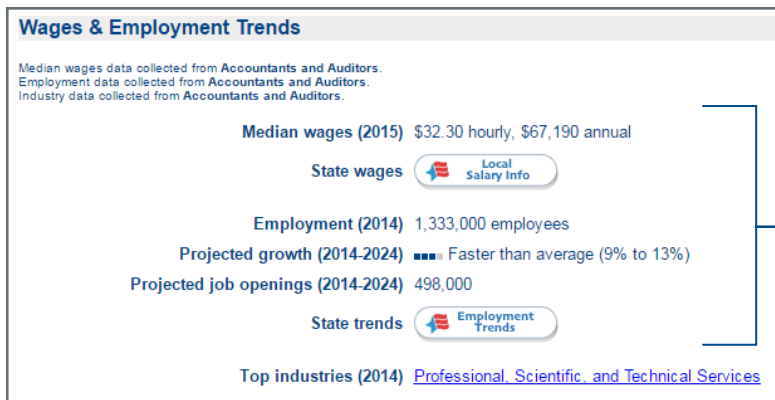 Wages & Employment Trends
Median wages data collected from Accountants and Auditors.
Employment data collected from Accountants and Auditors.
Industry data collected from Accountants and Auditors.
Median wages (2015) $32.30 hourly, $67,190 annual
State wages Local Salary Info
Employment (2014) 1,333,000 employees
Projected growth (2014-2024) Faster than average (9% to 13%)
Projected job openings (2014-2024) 498,000
State trends Employment Trends
Top industries (2014) Professional, Scientific, and Technical Services